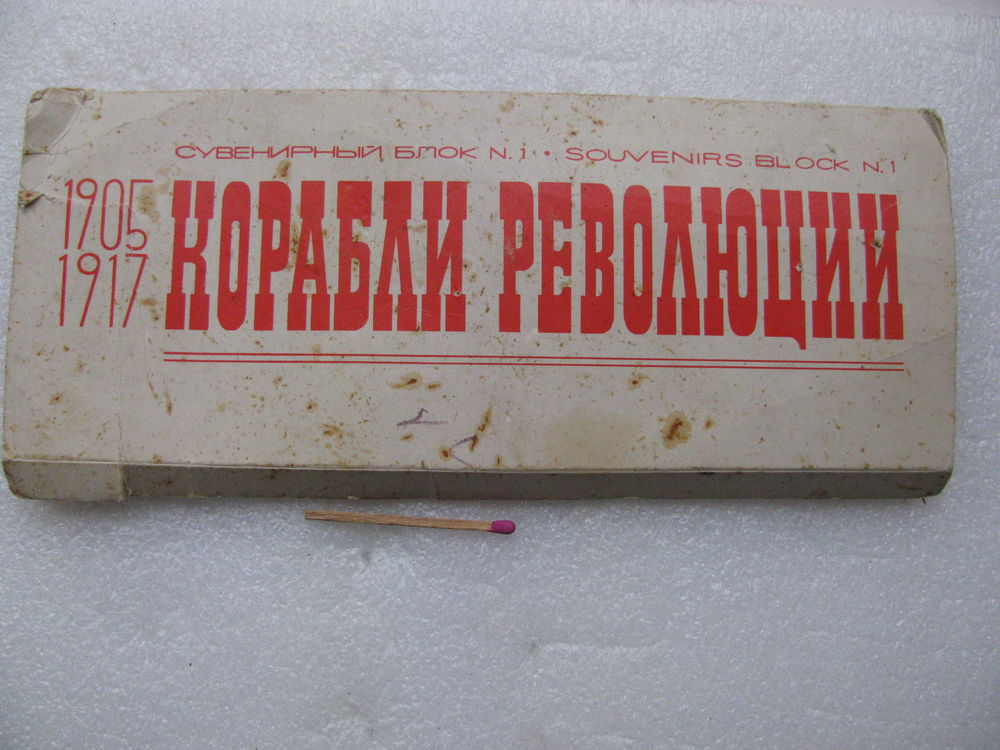 СУВЕНИРНЫЙ БЛОК N.1 • SOUVENIRS BLOCK N.1
1905
1917
КОРАБЛИ РЕВОЛЮЦИИ